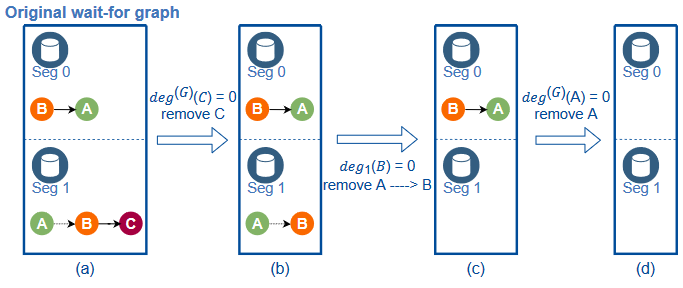 Original wait-for graph
Seg 0
B A
Seg 1
A B C
(a)
deg(G)(C) = 0
remove C
Seg 0
B A
Seg 1
A B
(b)
deg1(B) = 0
remove A ----> B
Seg 0
B A
Seg 1
(c)
deg(G)(A) = 0
remove A
Seg 0
Seg 1
(d)